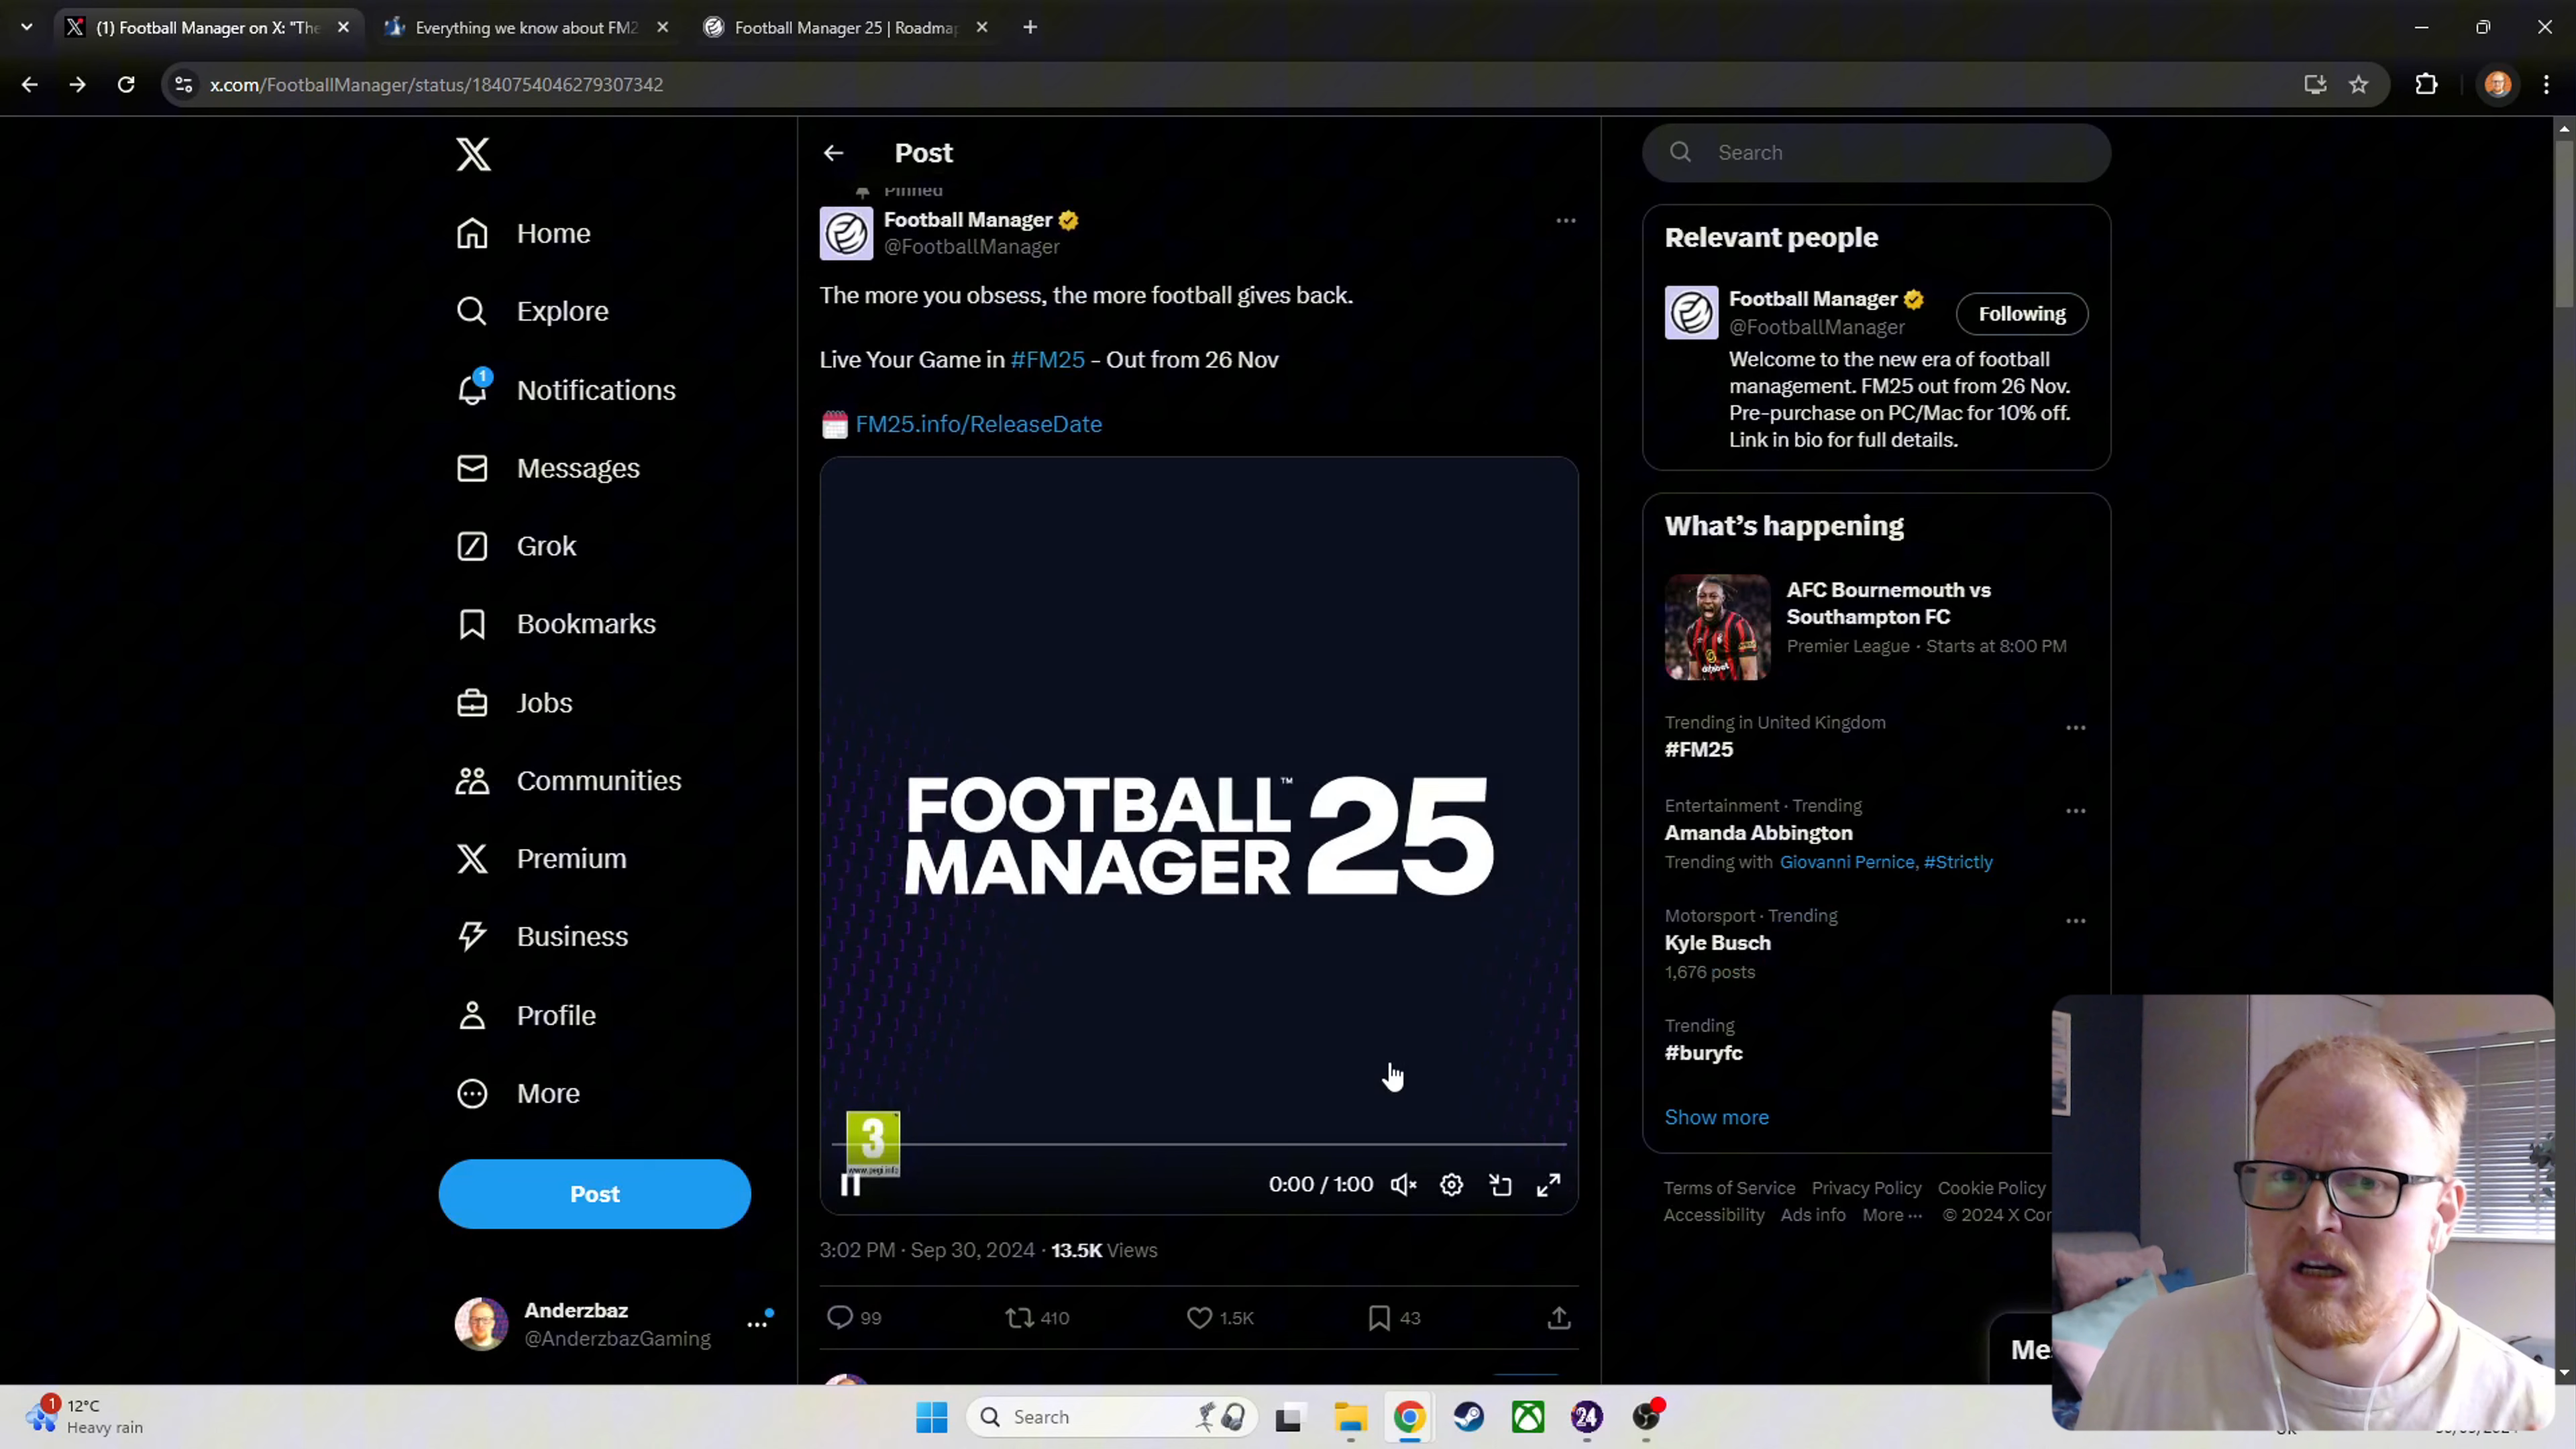 (1) Football Manager on X: "The
Everything we know about FM2
Football Manager 25 | Roadmap
x.com/FootballManager/status/1840754046279307342
Home
Explore
1
Notifications
Messages
Grok
Bookmarks
Jobs
Communities
Premium
Business
Profile
More
Post
Anderzbaz
@AnderzbazGaming
Post
Pinned
Football Manager
@FootballManager
The more you obsess, the more football gives back.
Live Your Game in #FM25 - Out from 26 Nov
FM25.info/ReleaseDate
FOOTBALL™
MANAGER 25
3
www.pegi.info
0:00 / 1:00
3:02 PM · Sep 30, 2024 · 13.5K Views
99
410
1.5K
43
Search
Relevant people
Football Manager
Following
@FootballManager
Welcome to the new era of football
management. FM25 out from 26 Nov.
Pre-purchase on PC/Mac for 10% off.
Link in bio for full details.
What's happening
AFC Bournemouth vs
Southampton FC
Premier League · Starts at 8:00 PM
Trending in United Kingdom
#FM25
Entertainment · Trending
Amanda Abbington
Trending with Giovanni Pernice, #Strictly
Motorsport · Trending
Kyle Busch
1,676 posts
Trending
#buryfc
Show more
Terms of Service Privacy Policy Cookie Policy
Accessibility Ads info More ··· © 2024 X Cor
Me
1
12°C
Heavy rain
Search
24